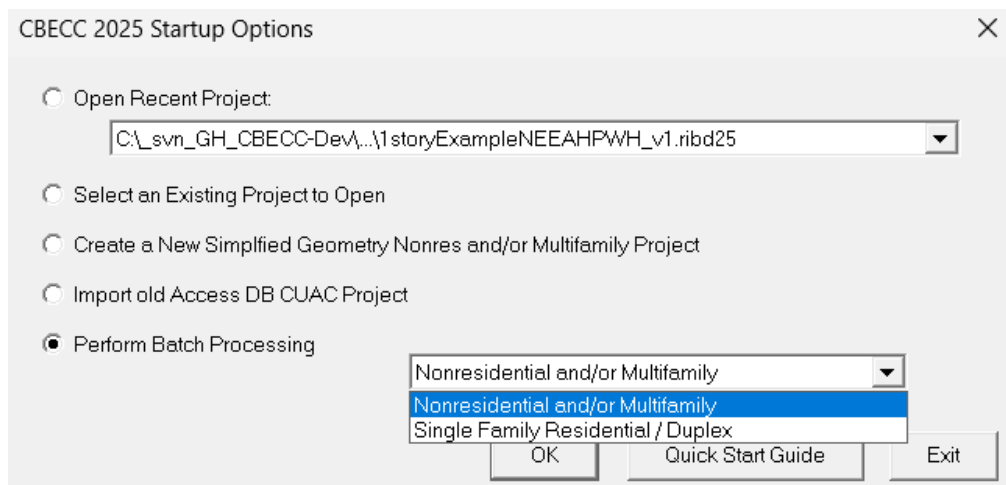 CBECC 2025 Startup Options
Open Recent Project:
C:\_svn_GH_CBECC-Dev\...\1storyExampleNEEAHPWH_v1.ribd25
Select an Existing Project to Open
Create a New Simplfied Geometry Nonres and/or Multifamily Project
Import old Access DB CUAC Project
Perform Batch Processing
Nonresidential and/or Multifamily
Nonresidential and/or Multifamily
Single Family Residential / Duplex
OK
Quick Start Guide
Exit